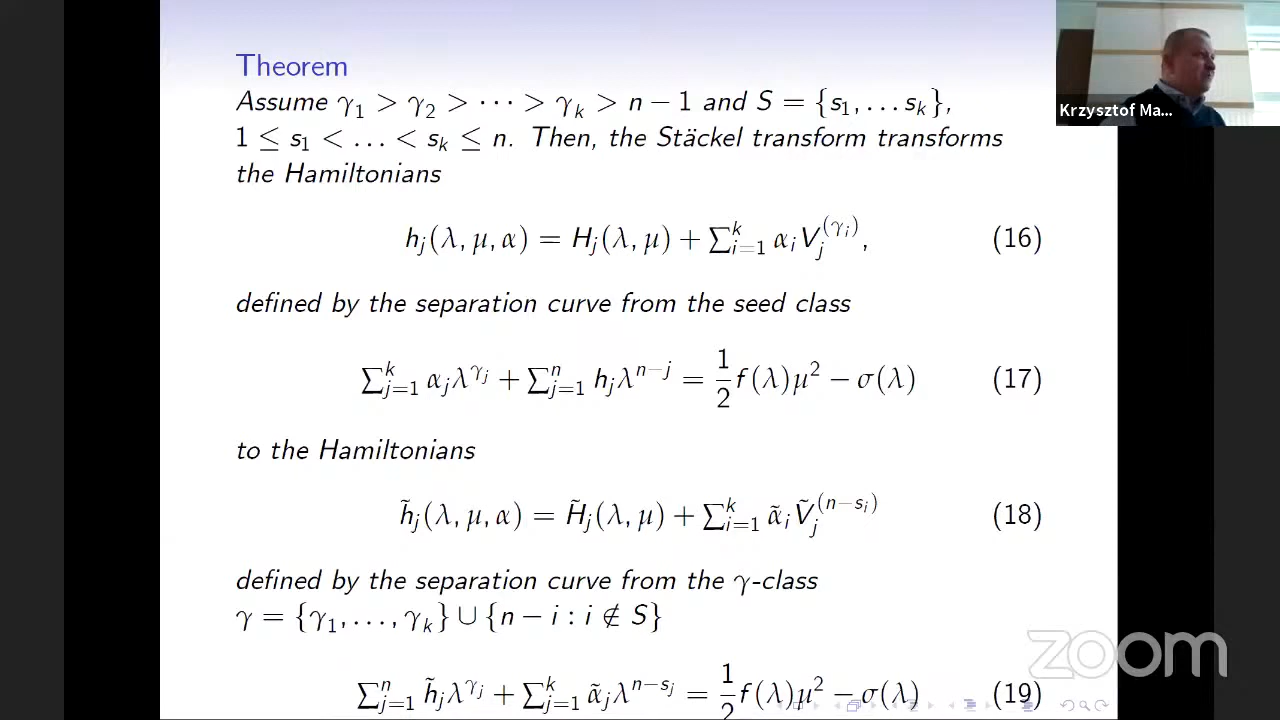 Theorem
Assume γ₁ > γ₂ > ⋯ > γₖ > n − 1 and S = {s₁, … sₖ},
1 ≤ s₁ < … < sₖ ≤ n. Then, the Stäckel transform transforms
the Hamiltonians
hⱼ(λ, μ, α) = Hⱼ(λ, μ) + ∑ᵢ₌₁ᵏ αᵢVⱼ^(γᵢ), (16)
defined by the separation curve from the seed class
∑ⱼ₌₁ᵏ αⱼλ^γⱼ + ∑ⱼ₌₁ⁿ hⱼλⁿ⁻ʲ = 1/2 f(λ)μ² − σ(λ) (17)
to the Hamiltonians
h̃ⱼ(λ, μ, α) = H̃ⱼ(λ, μ) + ∑ᵢ₌₁ᵏ α̃ᵢṼⱼ^(n−sᵢ) (18)
defined by the separation curve from the γ-class
γ = {γ₁, …, γₖ} ∪ {n − i : i ∉ S}
∑ⱼ₌₁ⁿ h̃ⱼλ^γⱼ + ∑ⱼ₌₁ᵏ α̃ⱼλ^(n−sⱼ) = 1/2 f(λ)μ² − σ(λ) (19)
Krzysztof Ma...
zoom